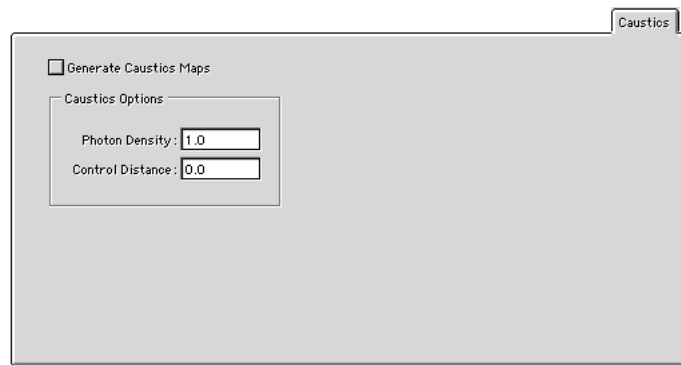 Caustics
Generate Caustics Maps
Caustics Options
Photon Density: 1.0
Control Distance: 0.0